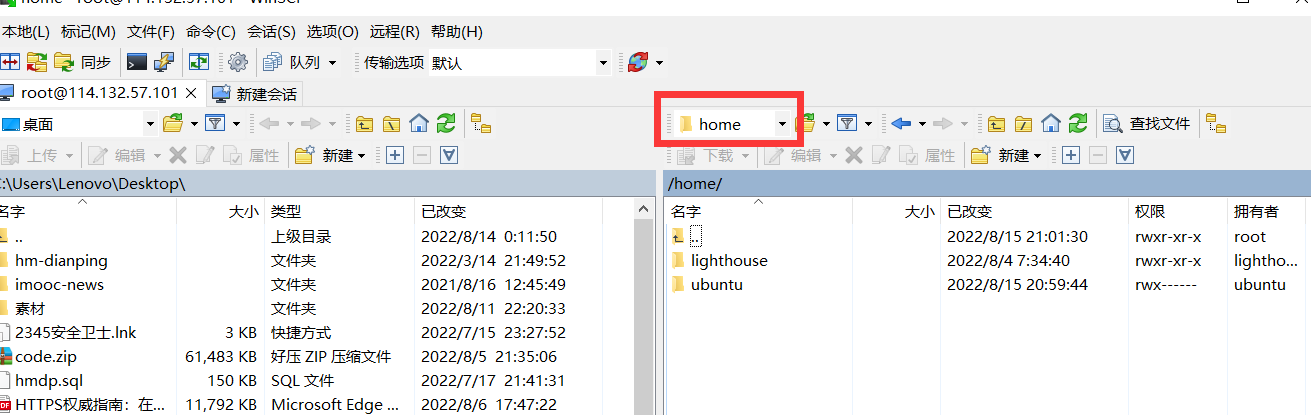 home - root@114.132.57.101 - WinSCP
本地(L) 标记(M) 文件(F) 命令(C) 会话(S) 选项(O) 远程(R) 帮助(H)
同步 队列 传输选项 默认
root@114.132.57.101 × 新建会话
桌面 home 查找文件
上传 编辑 属性 新建 下载 编辑 属性 新建
C:\Users\Lenovo\Desktop\ /home/
名字 大小 类型 已改变 名字 大小 已改变 权限 拥有者
.. 上级目录 2022/8/14 0:11:50 .. 2022/8/15 21:01:30 rwxr-xr-x root
hm-dianping 文件夹 2022/3/14 21:49:52 lighthouse 2022/8/4 7:34:40 rwxr-xr-x lightho...
imooc-news 文件夹 2021/8/16 12:45:49 ubuntu 2022/8/15 20:59:44 rwx------ ubuntu
素材 文件夹 2022/8/11 22:20:33
2345安全卫士.lnk 3 KB 快捷方式 2022/7/15 23:27:52
code.zip 61,483 KB 好压 ZIP 压缩文件 2022/8/5 21:35:06
hmdp.sql 150 KB SQL 文件 2022/7/17 21:41:31
HTTPS权威指南：在... 11,792 KB Microsoft Edge ... 2022/8/6 17:47:22